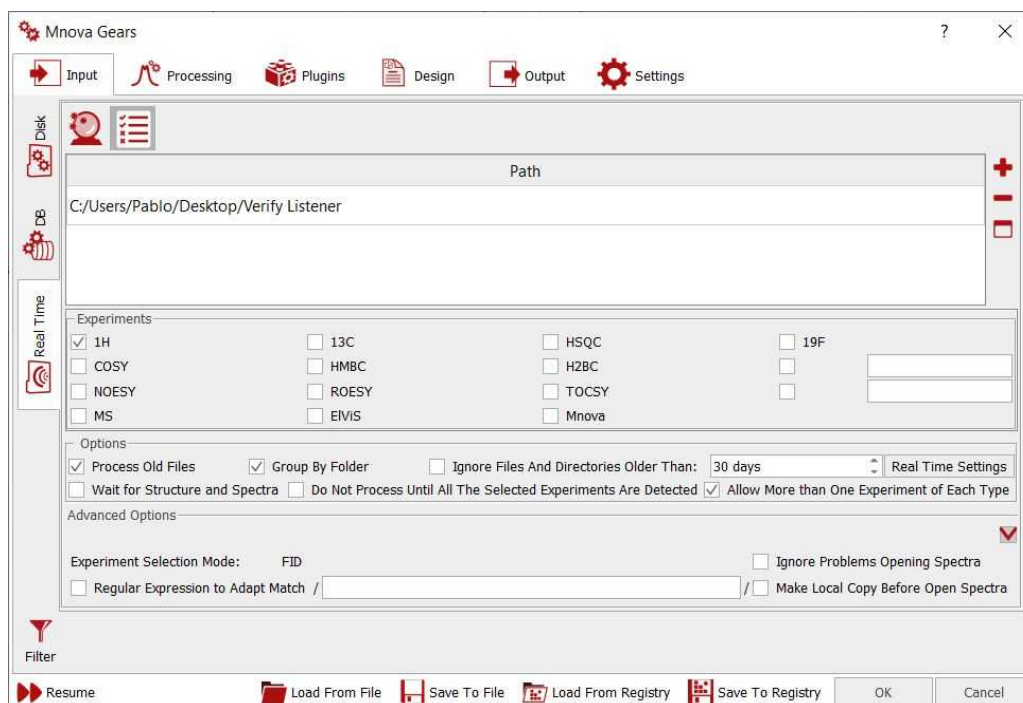 Mnova Gears ? ×
Input Processing Plugins Design Output Settings
Disk
DB
Real Time
Path
C:/Users/Pablo/Desktop/Verify Listener
Experiments
1H 13C HSQC 19F
COSY HMBC H2BC
NOESY ROESY TOCSY
MS ElViS Mnova
Options
Process Old Files Group By Folder Ignore Files And Directories Older Than: 30 days Real Time Settings
Wait for Structure and Spectra Do Not Process Until All The Selected Experiments Are Detected Allow More than One Experiment of Each Type
Advanced Options
Experiment Selection Mode: FID Ignore Problems Opening Spectra
Regular Expression to Adapt Match / / Make Local Copy Before Open Spectra
Filter
Resume Load From File Save To File Load From Registry Save To Registry OK Cancel